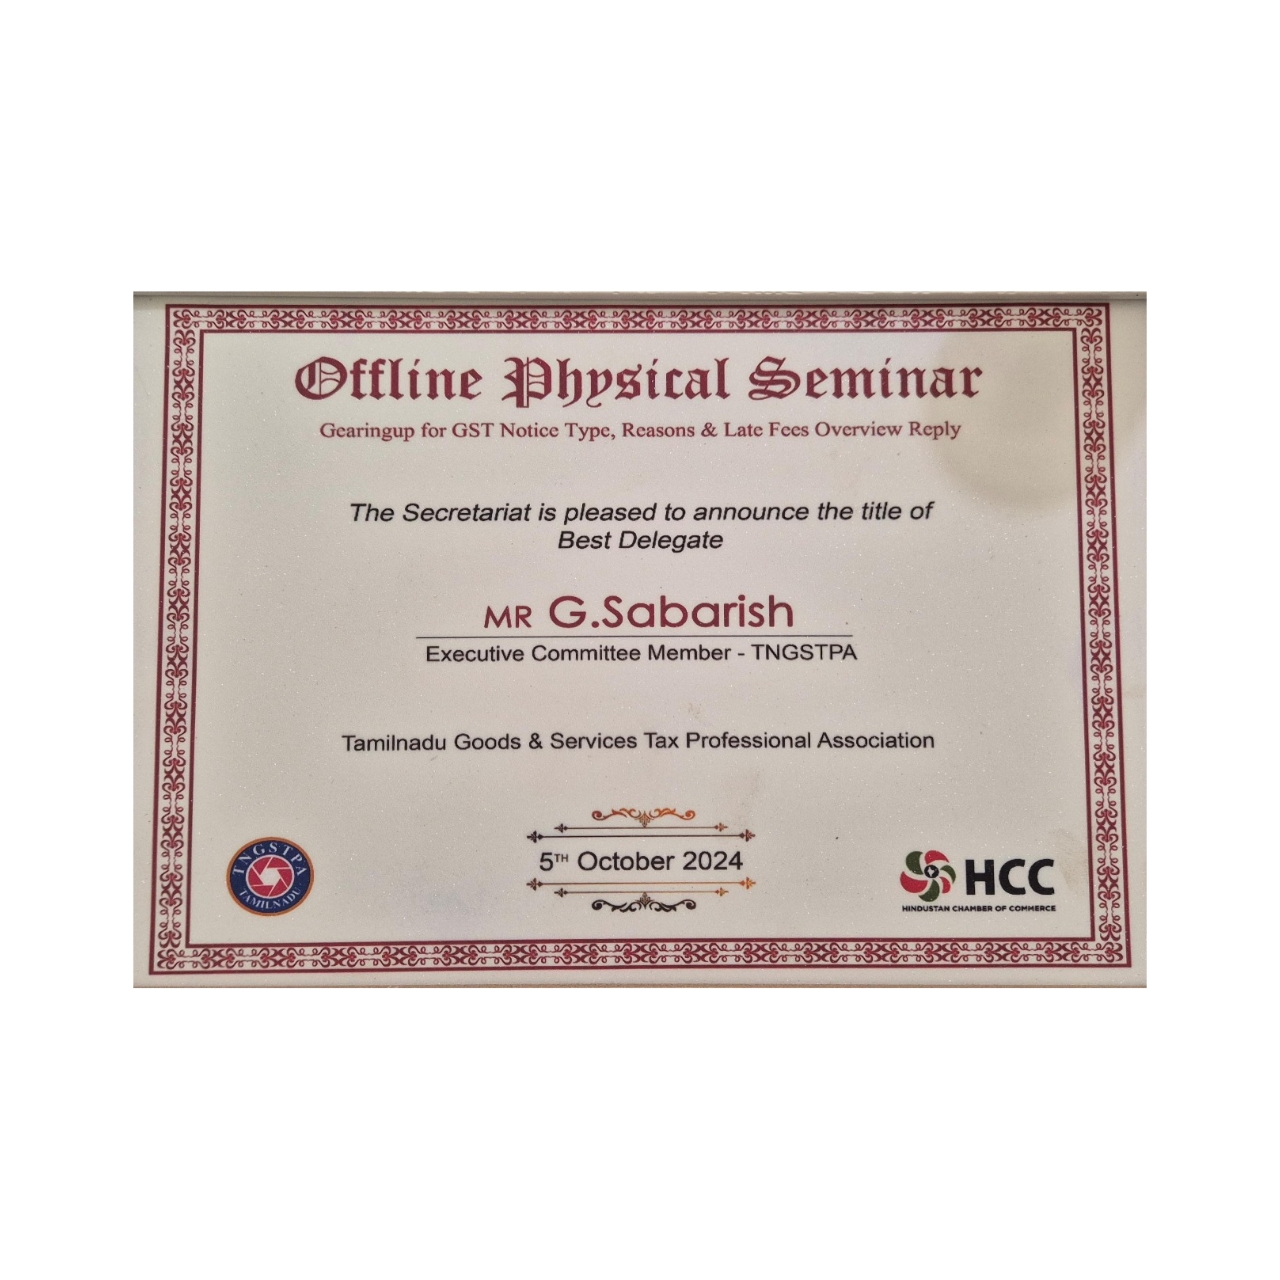 Offline Physical Seminar
Gearingup for GST Notice Type, Reasons & Late Fees Overview Reply
The Secretariat is pleased to announce the title of
Best Delegate
MR G.Sabarish
Executive Committee Member - TNGSTPA
Tamilnadu Goods & Services Tax Professional Association
5TH October 2024
TNGSTPA
TAMILNADU
HCC
HINDUSTAN CHAMBER OF COMMERCE